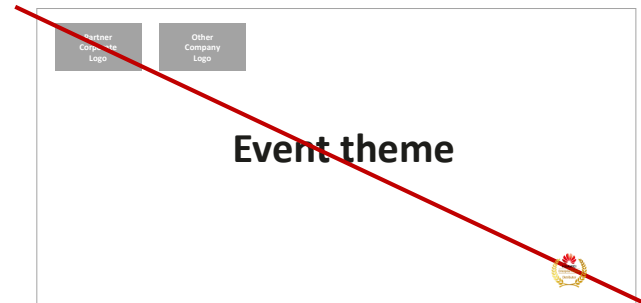 Partner
Corporate
Logo
Other
Company
Logo
Event theme